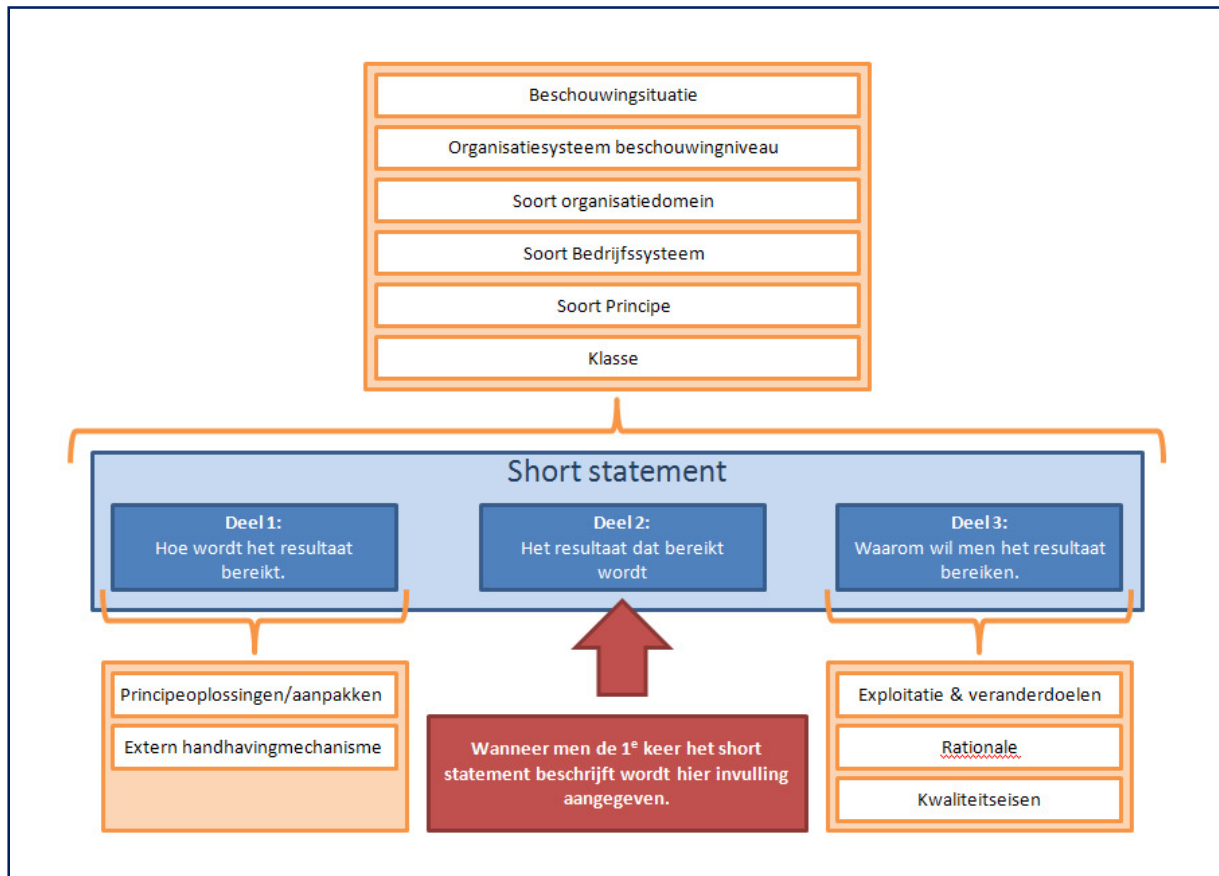 Beschouwingsituatie
Organisatiesysteem beschouwingniveau
Soort organisatiedomein
Soort Bedrijfssysteem
Soort Principe
Klasse
Short statement
Deel 1:
Hoe wordt het resultaat
bereikt.
Deel 2:
Het resultaat dat bereikt
wordt
Deel 3:
Waarom wil men het resultaat
bereiken.
Principeoplossingen/aanpakken
Extern handhavingmechanisme
Wanneer men de 1e keer het short
statement beschrijft wordt hier invulling
aangegeven.
Exploitatie & veranderdoelen
Rationale
Kwaliteitseisen